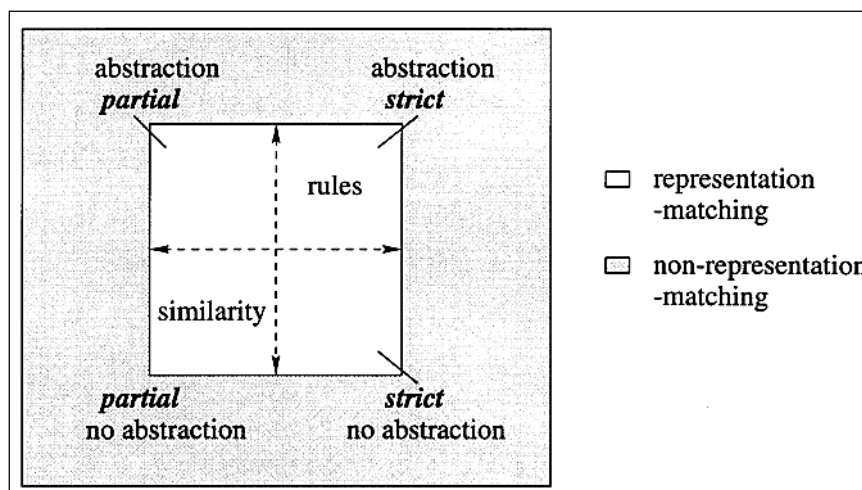 abstraction
partial
abstraction
strict
rules
similarity
partial
no abstraction
strict
no abstraction
representation
-matching
non-representation
-matching